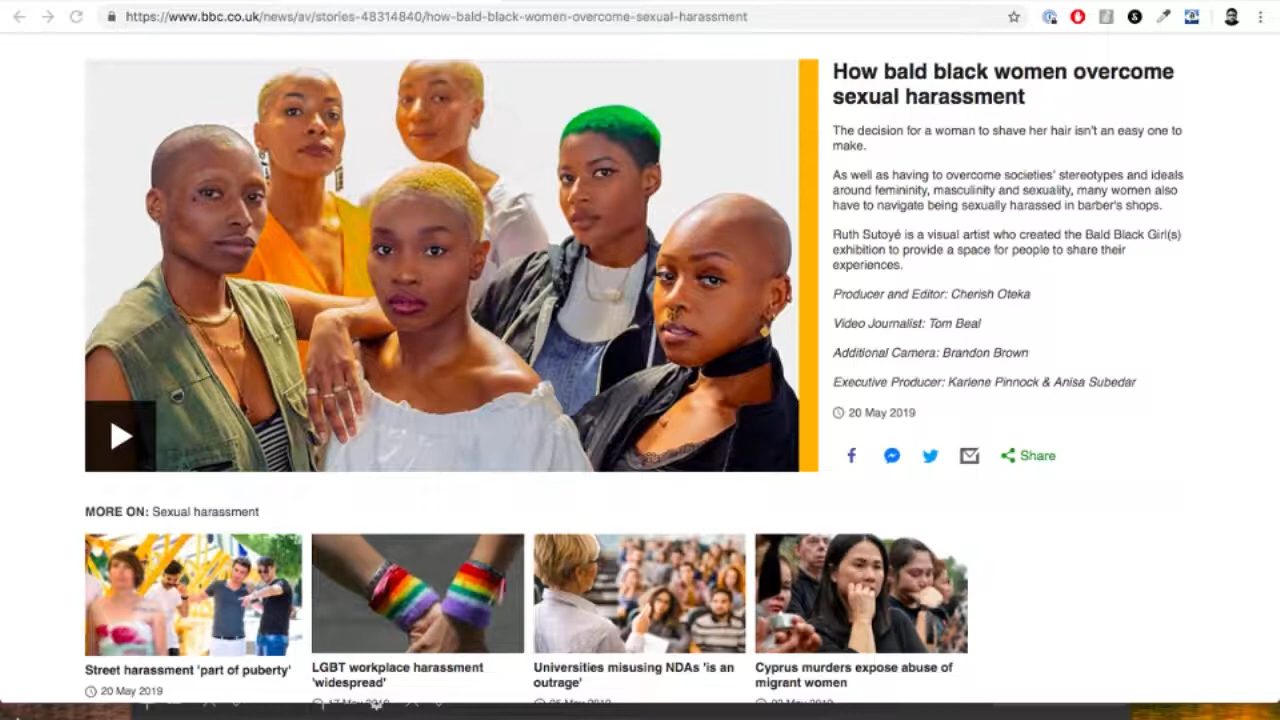 https://www.bbc.co.uk/news/av/stories-48314840/how-bald-black-women-overcome-sexual-harassment
How bald black women overcome
sexual harassment
The decision for a woman to shave her hair isn't an easy one to
make.
As well as having to overcome societies' stereotypes and ideals
around femininity, masculinity and sexuality, many women also
have to navigate being sexually harassed in barber's shops.
Ruth Sutoyé is a visual artist who created the Bald Black Girl(s)
exhibition to provide a space for people to share their
experiences.
Producer and Editor: Cherish Oteka
Video Journalist: Tom Beal
Additional Camera: Brandon Brown
Executive Producer: Karlene Pinnock & Anisa Subedar
20 May 2019
Share
MORE ON: Sexual harassment
Street harassment 'part of puberty'
20 May 2019
LGBT workplace harassment
'widespread'
Universities misusing NDAs 'is an
outrage'
Cyprus murders expose abuse of
migrant women